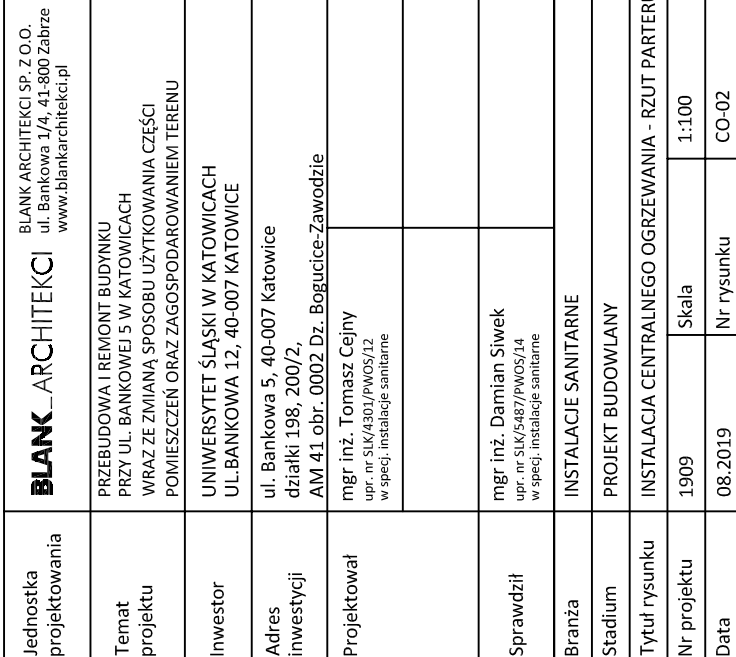 Jednostka
projektowania
BLANK_ARCHITEKCI
BLANK ARCHITEKCI SP. Z O.O.
ul. Bankowa 1/4, 41-800 Zabrze
www.blankarchitekci.pl
Temat
projektu
PRZEBUDOWA I REMONT BUDYNKU
PRZY UL. BANKOWEJ 5 W KATOWICACH
WRAZ ZE ZMIANĄ SPOSOBU UŻYTKOWANIA CZĘŚCI
POMIESZCZEŃ ORAZ ZAGOSPODAROWANIEM TERENU
Inwestor
UNIWERSYTET ŚLĄSKI W KATOWICACH
UL.BANKOWA 12, 40-007 KATOWICE
Adres
inwestycji
ul. Bankowa 5, 40-007 Katowice
działki 198, 200/2,
AM 41 obr. 0002 Dz. Bogucice-Zawodzie
Projektował
mgr inż. Tomasz Cejny
upr. nr SLK/4301/PWOS/12
w specj. instalacje sanitarne
Sprawdził
mgr inż. Damian Siwek
upr. nr SLK/5487/PWOS/14
w specj. instalacje sanitarne
Branża
INSTALACJE SANITARNE
Stadium
PROJEKT BUDOWLANY
Tytuł rysunku
INSTALACJA CENTRALNEGO OGRZEWANIA - RZUT PARTERU
Nr projektu
1909
Skala
1:100
Data
08.2019
Nr rysunku
CO-02